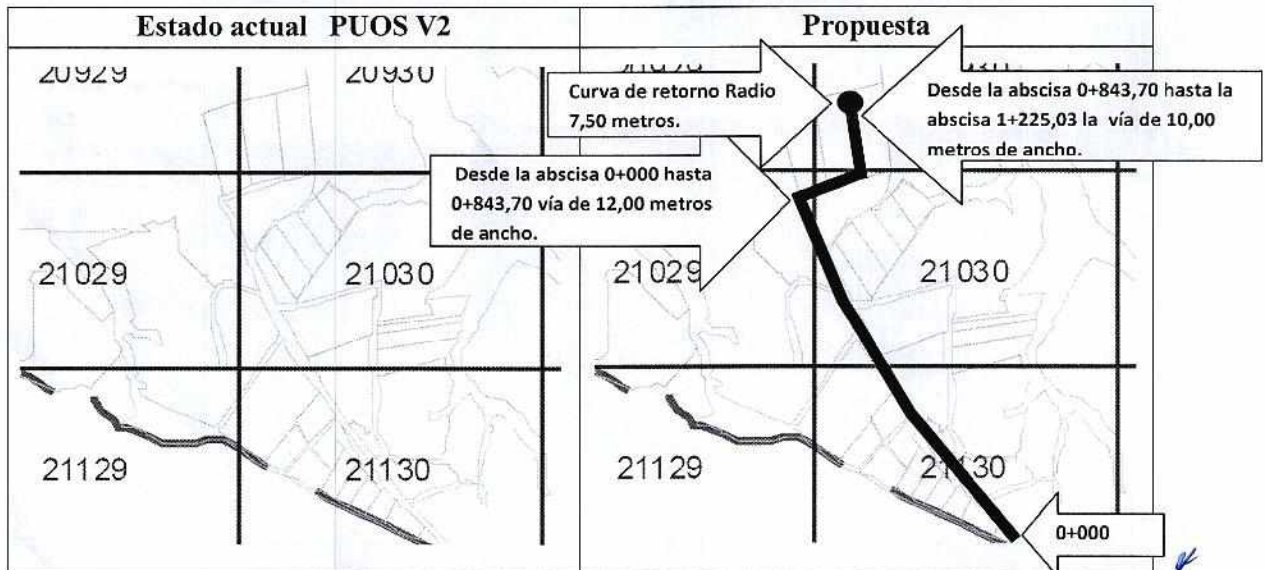 Estado actual PUOS V2
20929
20930
21029
21030
21129
21130
Propuesta
Curva de retorno Radio
7,50 metros.
Desde la abscisa 0+843,70 hasta la
abscisa 1+225,03 la vía de 10,00
metros de ancho.
Desde la abscisa 0+000 hasta
0+843,70 vía de 12,00 metros
de ancho.
21029
21030
21129
21130
0+000